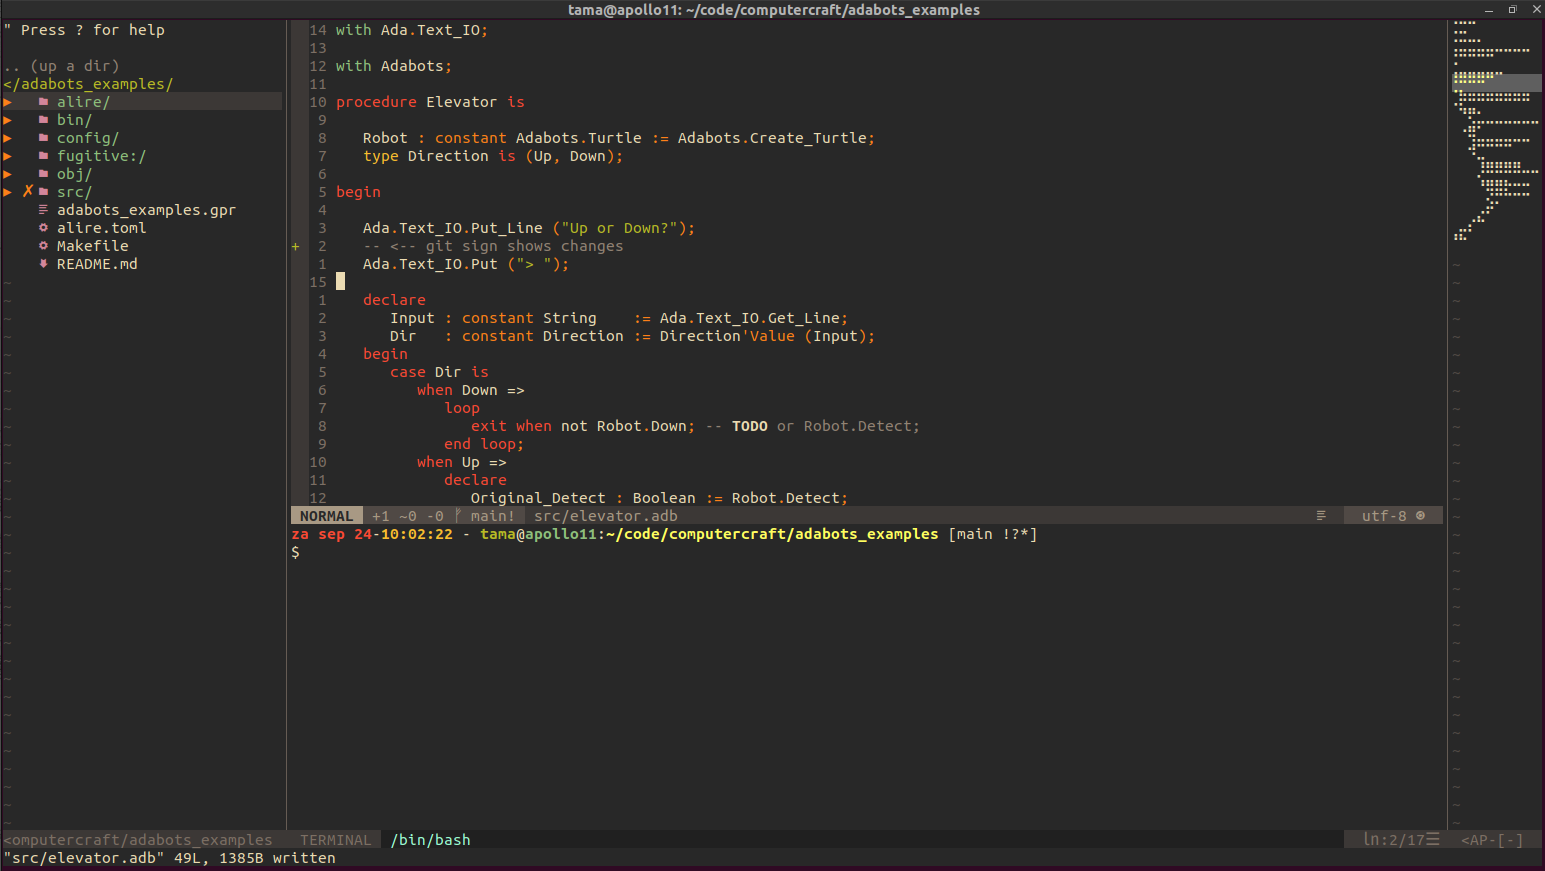 tama@apollo11: ~/code/computercraft/adabots_examples
" Press ? for help
.. (up a dir)
</adabots_examples/
▶ alire/
▶ bin/
▶ config/
▶ fugitive:/
▶ obj/
▶ ✗ src/
adabots_examples.gpr
alire.toml
Makefile
README.md
14 with Ada.Text_IO;
13
12 with Adabots;
11
10 procedure Elevator is
9
8 Robot : constant Adabots.Turtle := Adabots.Create_Turtle;
7 type Direction is (Up, Down);
6
5 begin
4
3 Ada.Text_IO.Put_Line ("Up or Down?");
+ 2 -- <-- git sign shows changes
1 Ada.Text_IO.Put ("> ");
15
1 declare
2 Input : constant String := Ada.Text_IO.Get_Line;
3 Dir : constant Direction := Direction'Value (Input);
4 begin
5 case Dir is
6 when Down =>
7 loop
8 exit when not Robot.Down; -- TODO or Robot.Detect;
9 end loop;
10 when Up =>
11 declare
12 Original_Detect : Boolean := Robot.Detect;
NORMAL +1 ~0 -0 main! src/elevator.adb utf-8
za sep 24-10:02:22 - tama@apollo11:~/code/computercraft/adabots_examples [main !?*]
$
<omputercraft/adabots_examples TERMINAL /bin/bash ln:2/17☰ <AP-[-]
"src/elevator.adb" 49L, 1385B written